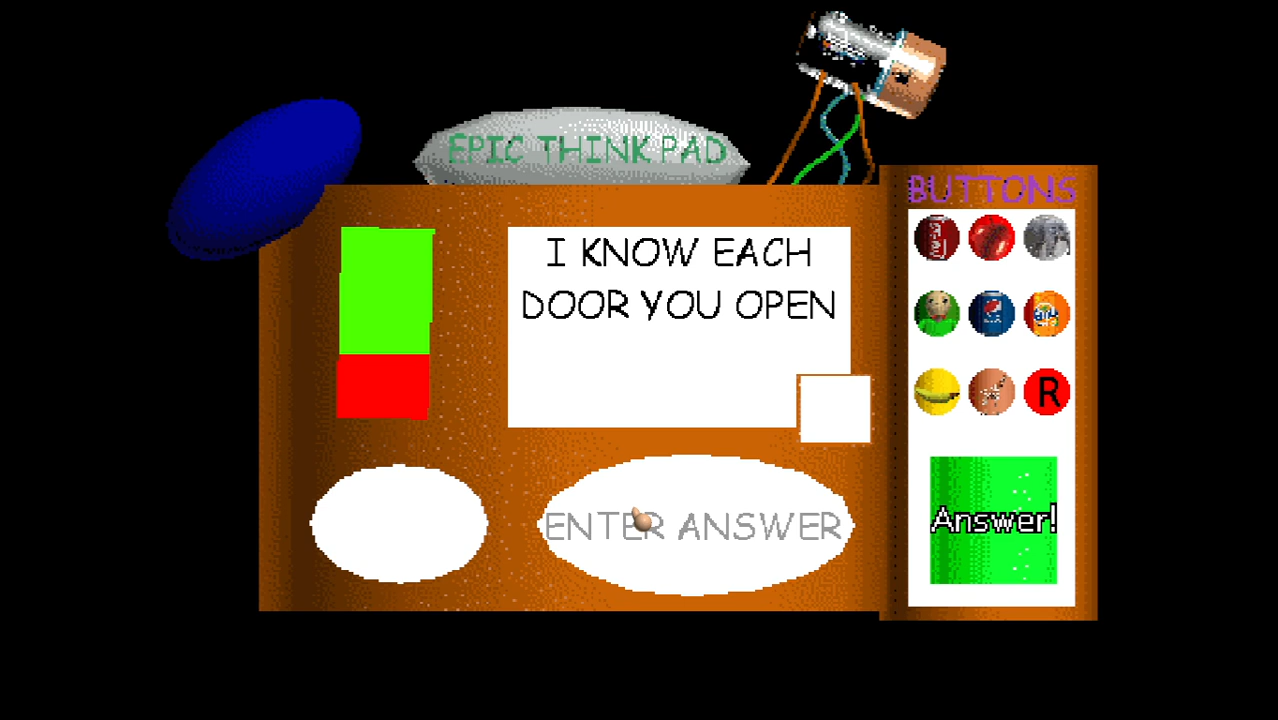 EPIC THINK PAD
BUTTONS
I KNOW EACH
DOOR YOU OPEN
R
ENTER ANSWER
Answer!